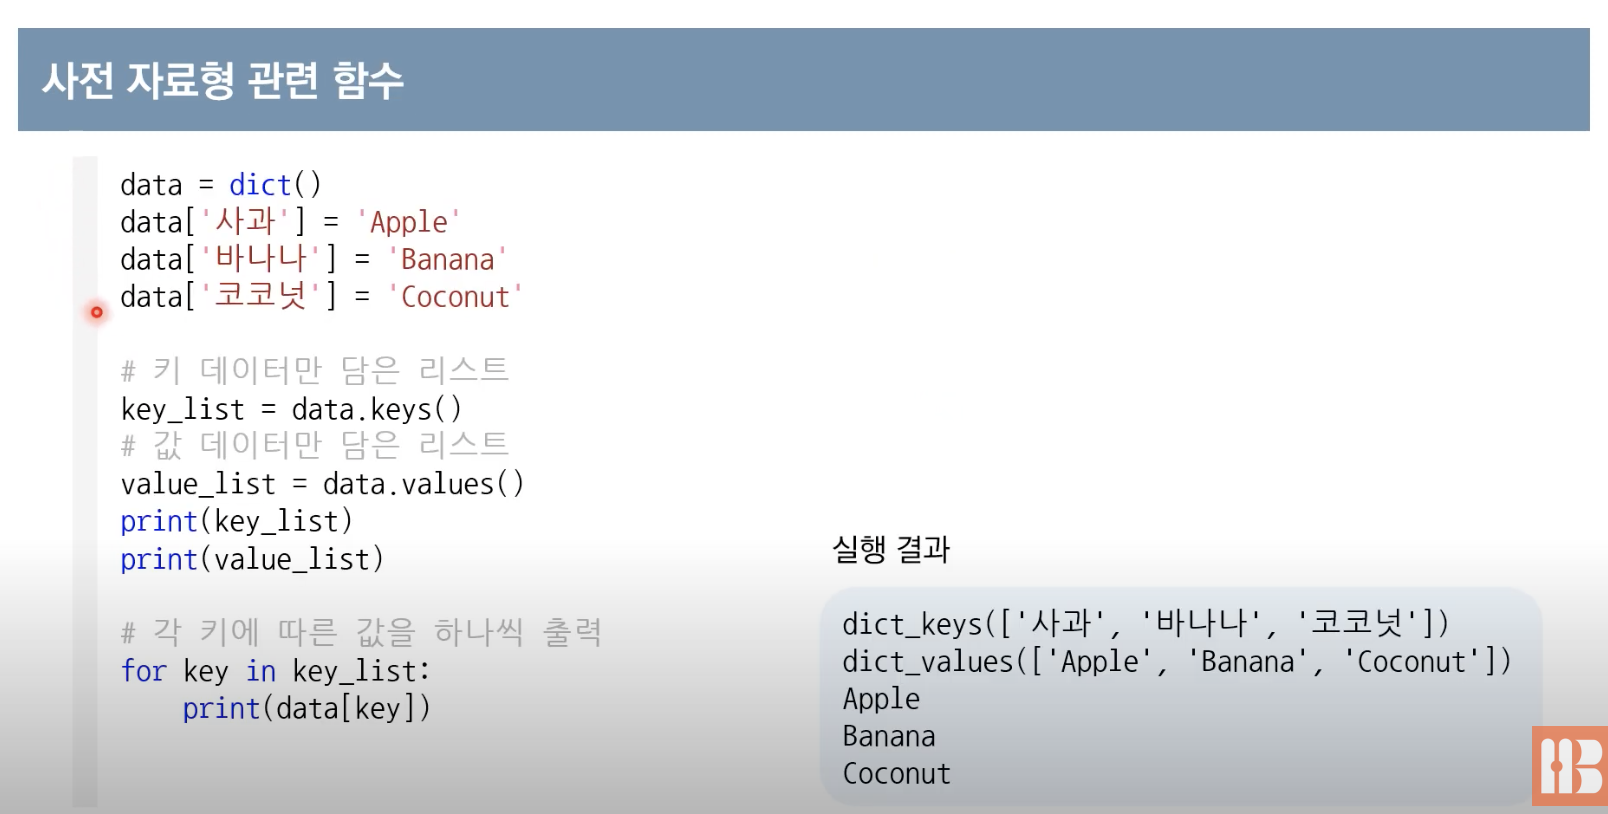 사전 자료형 관련 함수
data = dict()
data['사과'] = 'Apple'
data['바나나'] = 'Banana'
data['코코넛'] = 'Coconut'
# 키 데이터만 담은 리스트
key_list = data.keys()
# 값 데이터만 담은 리스트
value_list = data.values()
print(key_list)
print(value_list)
# 각 키에 따른 값을 하나씩 출력
for key in key_list:
    print(data[key])
실행 결과
dict_keys(['사과', '바나나', '코코넛'])
dict_values(['Apple', 'Banana', 'Coconut'])
Apple
Banana
Coconut
HB